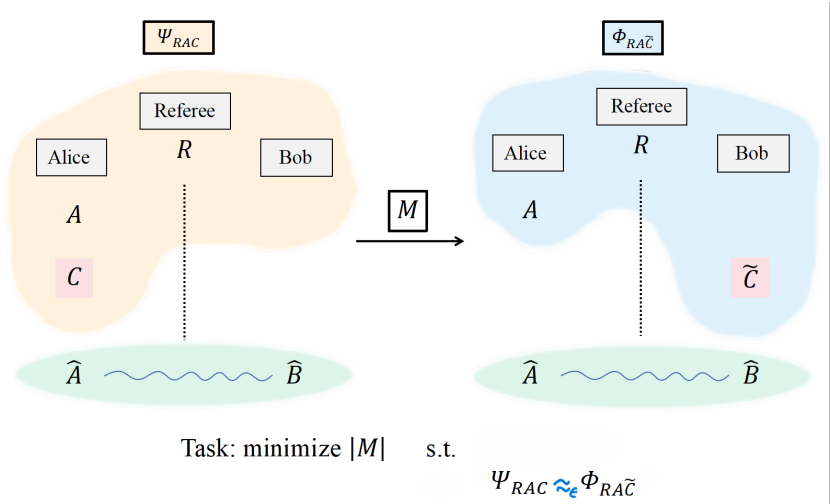 Ψ_RAC
Φ_RAC̃
Referee
Referee
Alice
R
Bob
Alice
R
Bob
A
M
A
C
C̃
Â
B̂
Â
B̂
Task: minimize |M| s.t.
Ψ_RAC ≈_ϵ Φ_RAC̃